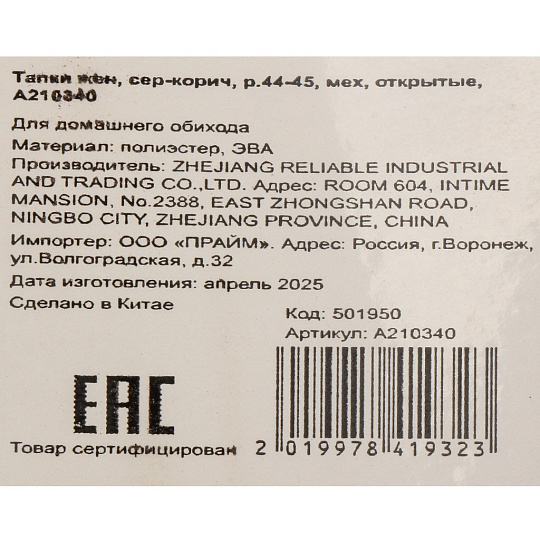 Тапки жен, сер-корич, р.44-45, мех, открытые,
А210340
Для домашнего обихода
Материал: полиэстер, ЭВА
Производитель: ZHEJIANG RELIABLE INDUSTRIAL
AND TRADING CO.,LTD. Адрес: ROOM 604, INTIME
MANSION, No.2388, EAST ZHONGSHAN ROAD,
NINGBO CITY, ZHEJIANG PROVINCE, CHINA
Импортер: ООО «ПРАЙМ». Адрес: Россия, г.Воронеж,
ул.Волгоградская, д.32
Дата изготовления: апрель 2025
Сделано в Китае
Код: 501950
Артикул: А210340
EAC
Товар сертифицирован
2 019978 419323